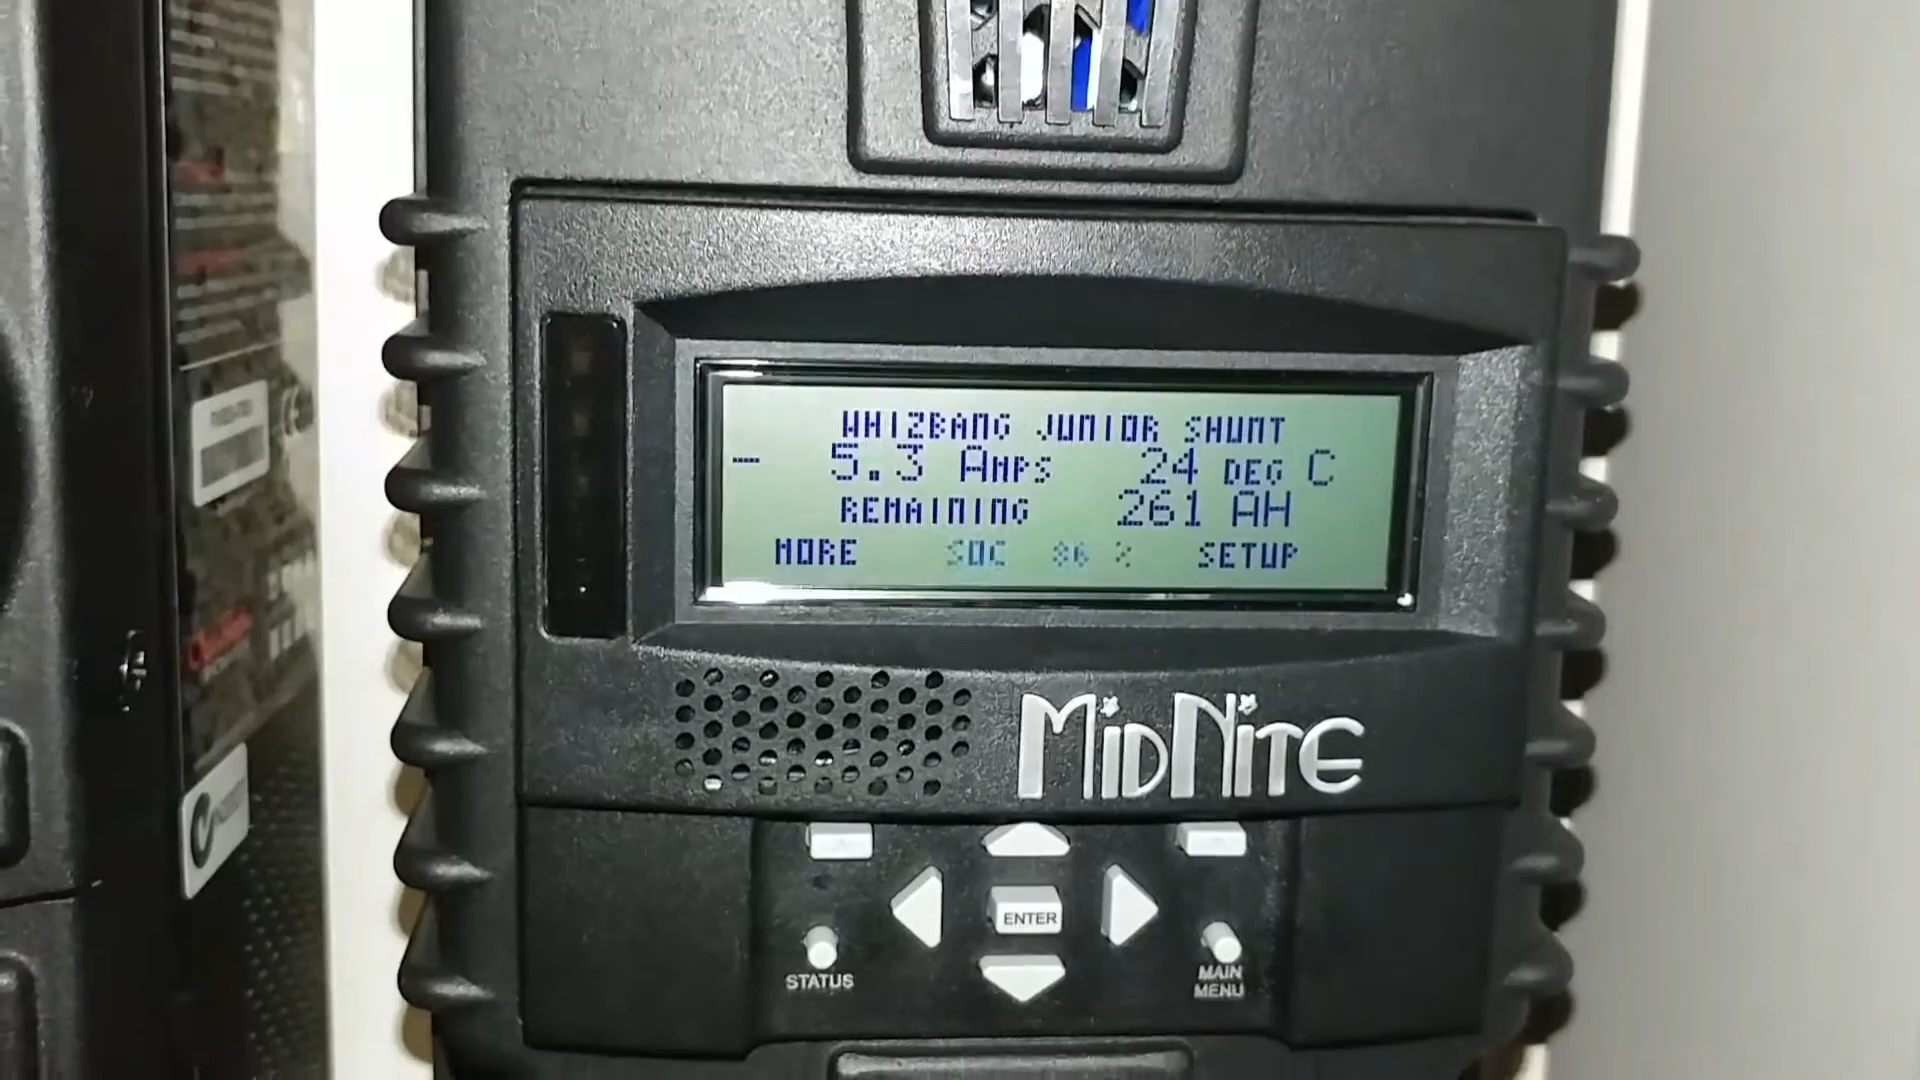 WHIZBANG JUNIOR SHUNT
- 5.3 AMPS 24 DEG C
REMAINING 261 AH
MORE SOC 86 % SETUP
MIDNITE
ENTER
STATUS
MAIN
MENU